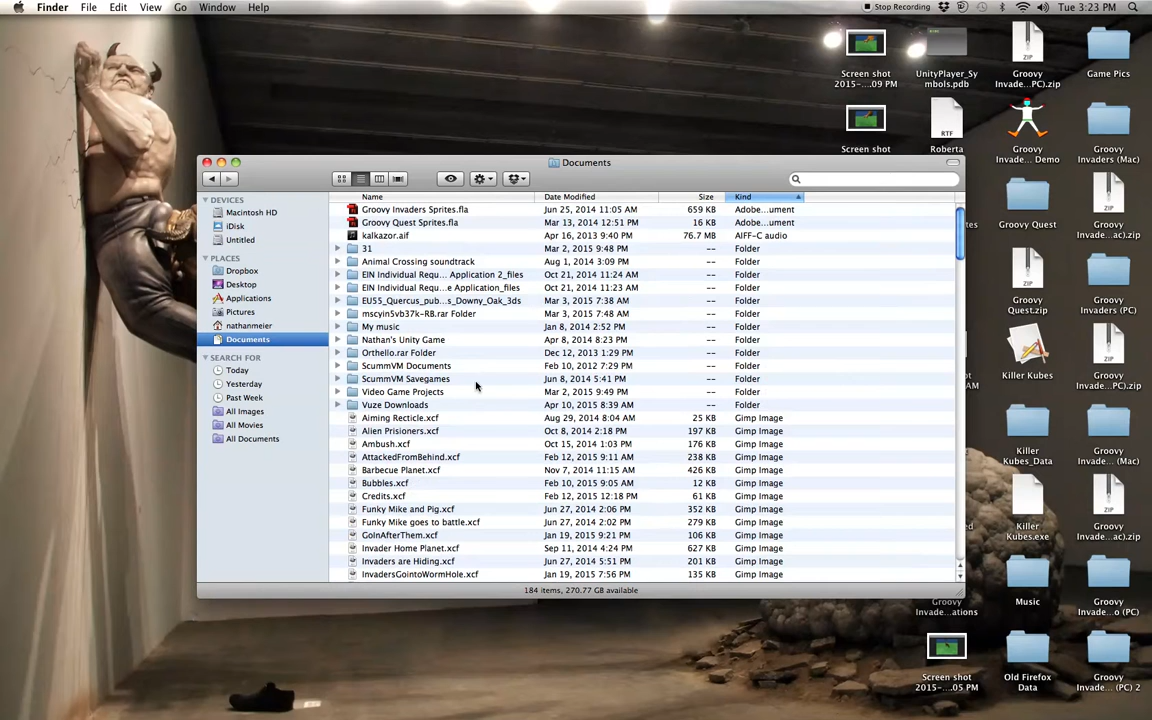 Finder File Edit View Go Window Help
Stop Recording
Tue 3:23 PM
Screen shot
2015-....09 PM
UnityPlayer_Sy
mbols.pdb
ZIP
Groovy
Invade...PC).zip
Game Pics
Screen shot
RTF
Roberta
Groovy
Invade... Demo
Groovy
Invaders (Mac)
Groovy Quest
ZIP
Groovy
ZIP
Groovy
Quest.zip
Groovy
Invaders (PC)
Killer Kubes
ZIP
Groovy
Killer
Kubes_Data
Groovy
Invade... (Mac)
Killer
Kubes.exe
ZIP
Groovy
Groovy
Invade...ations
Music
Groovy
Invade...o (PC)
Screen shot
2015-....05 PM
Old Firefox
Data
Groovy
Invade... (PC) 2
Documents
DEVICES
Macintosh HD
iDisk
Untitled
PLACES
Dropbox
Desktop
Applications
Pictures
nathanmeier
Documents
SEARCH FOR
Today
Yesterday
Past Week
All Images
All Movies
All Documents
Name Date Modified Size Kind
Groovy Invaders Sprites.fla Jun 25, 2014 11:05 AM 659 KB Adobe...ument
Groovy Quest Sprites.fla Mar 13, 2014 12:51 PM 16 KB Adobe...ument
kalkazor.aif Apr 16, 2013 9:40 PM 76.7 MB AIFF-C audio
31 Mar 2, 2015 9:48 PM -- Folder
Animal Crossing soundtrack Aug 1, 2014 3:09 PM -- Folder
EIN Individual Requ... Application 2_files Oct 21, 2014 11:24 AM -- Folder
EIN Individual Requ...e Application_files Oct 21, 2014 11:23 AM -- Folder
EU55_Quercus_pub...s_Downy_Oak_3ds Mar 3, 2015 7:38 AM -- Folder
mscyin5vb37k-RB.rar Folder Mar 3, 2015 7:38 AM -- Folder
My music Jan 8, 2014 2:52 PM -- Folder
Nathan's Unity Game Apr 8, 2014 8:23 PM -- Folder
Orthello.rar Folder Dec 12, 2013 1:29 PM -- Folder
ScummVM Documents Feb 10, 2012 7:29 PM -- Folder
ScummVM Savegames Jun 8, 2014 5:41 PM -- Folder
Video Game Projects Mar 2, 2015 9:49 PM -- Folder
Vuze Downloads Apr 10, 2015 8:39 AM -- Folder
Aiming Recticle.xcf Aug 29, 2014 8:04 AM 25 KB Gimp Image
Alien Prisioners.xcf Oct 8, 2014 2:18 PM 197 KB Gimp Image
Ambush.xcf Oct 15, 2014 1:03 PM 176 KB Gimp Image
AttackedFromBehind.xcf Feb 12, 2015 9:11 AM 238 KB Gimp Image
Barbecue Planet.xcf Nov 7, 2014 11:15 AM 426 KB Gimp Image
Bubbles.xcf Feb 10, 2015 9:05 AM 12 KB Gimp Image
Credits.xcf Feb 12, 2015 12:18 PM 61 KB Gimp Image
Funky Mike and Pig.xcf Jun 27, 2014 2:06 PM 352 KB Gimp Image
Funky Mike goes to battle.xcf Jun 27, 2014 2:02 PM 279 KB Gimp Image
GoInAfterThem.xcf Jan 19, 2015 9:21 PM 106 KB Gimp Image
Invader Home Planet.xcf Sep 11, 2014 4:24 PM 627 KB Gimp Image
Invaders are Hiding.xcf Jun 27, 2014 5:51 PM 201 KB Gimp Image
InvadersGointoWormHole.xcf Jan 19, 2015 7:56 PM 135 KB Gimp Image
184 items, 270.77 GB available